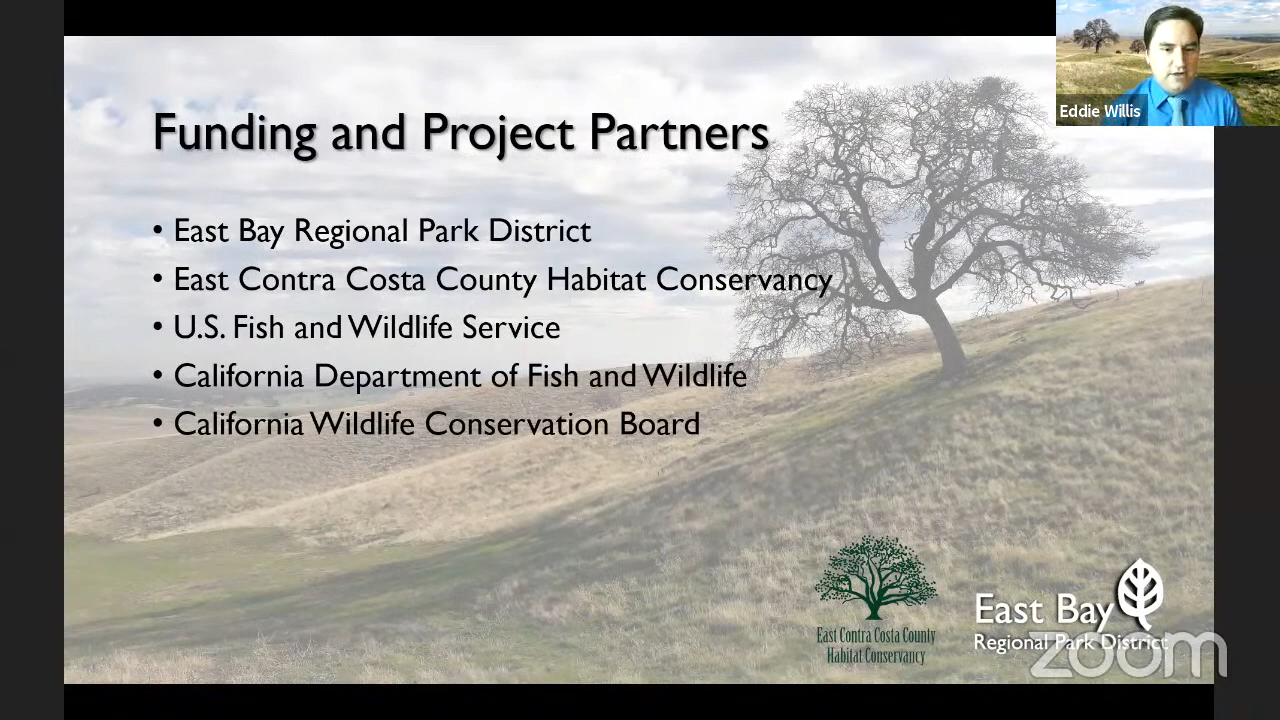 Eddie Willis
Funding and Project Partners
• East Bay Regional Park District
• East Contra Costa County Habitat Conservancy
• U.S. Fish and Wildlife Service
• California Department of Fish and Wildlife
• California Wildlife Conservation Board
East Contra Costa County
Habitat Conservancy
East Bay
Regional Park District
zoom